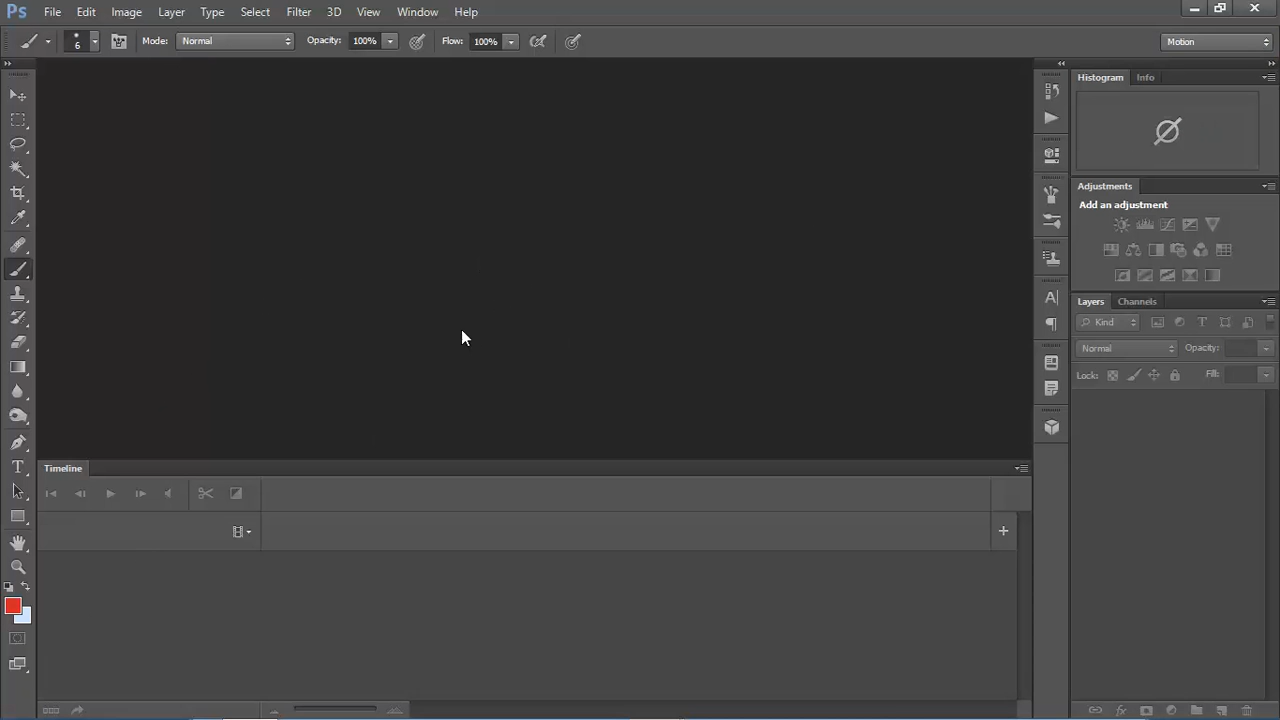 Ps File Edit Image Layer Type Select Filter 3D View Window Help
6 Mode: Normal Opacity: 100% Flow: 100% Motion
Histogram Info
Adjustments
Add an adjustment
Layers Channels
Kind T
Normal Opacity:
Lock: Fill:
A
T
Timeline
fx